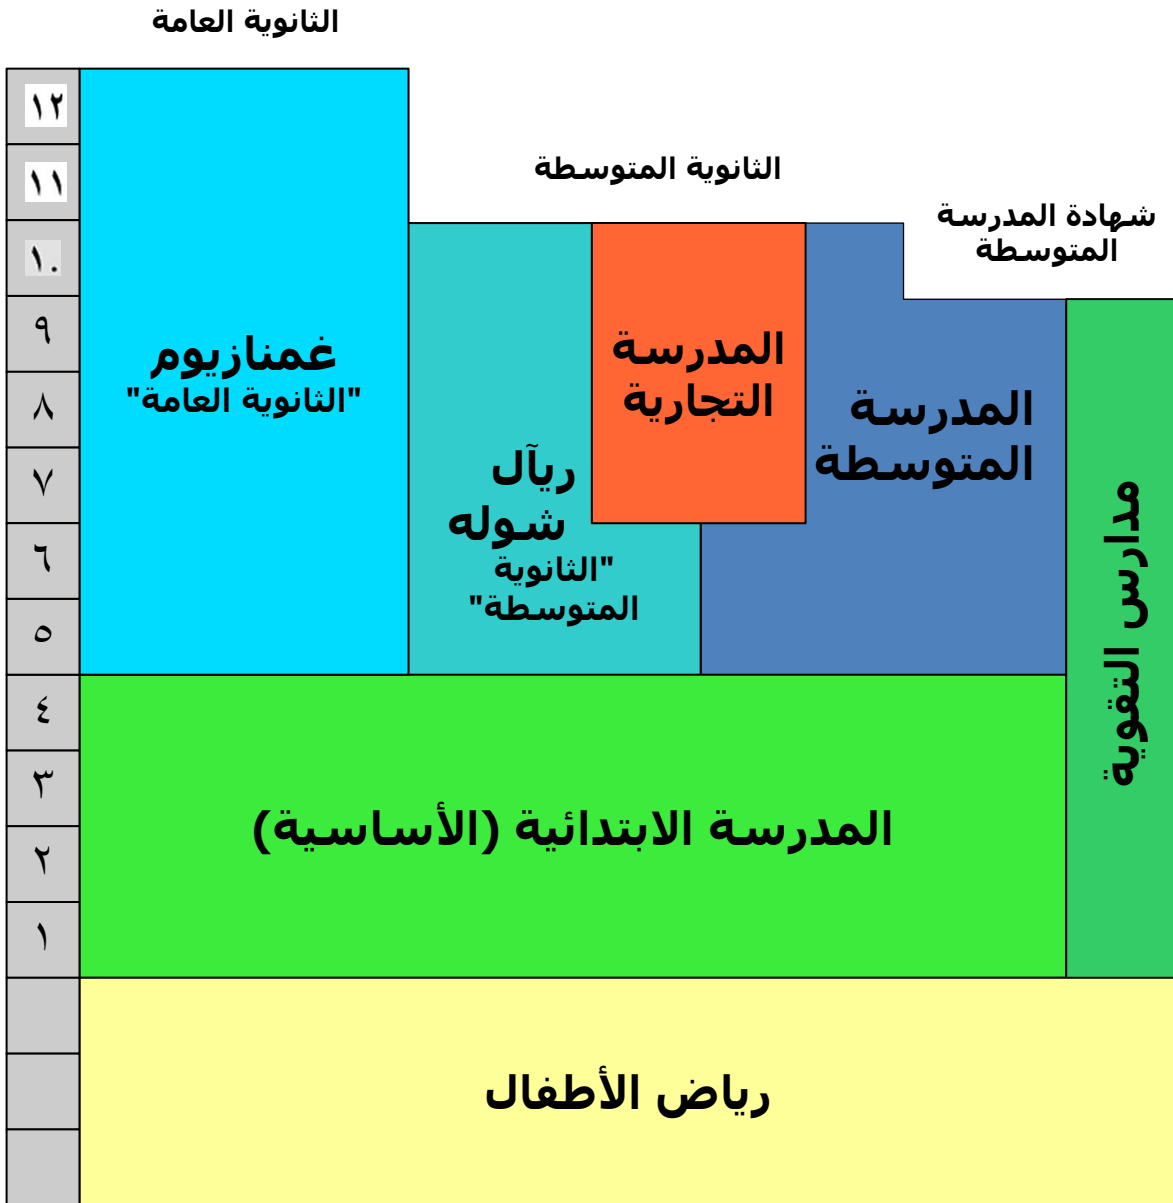 الثانوية العامة
١٢
١١
الثانوية المتوسطة
شهادة المدرسة
المتوسطة
١٠
٩
٨
٧
٦
٥
٤
٣
٢
١
غمنازيوم
"الثانوية العامة"
ريآل
شوله
"الثانوية
المتوسطة"
المدرسة
التجارية
المدرسة
المتوسطة
مدارس التقوية
المدرسة الابتدائية (الأساسية)
رياض الأطفال